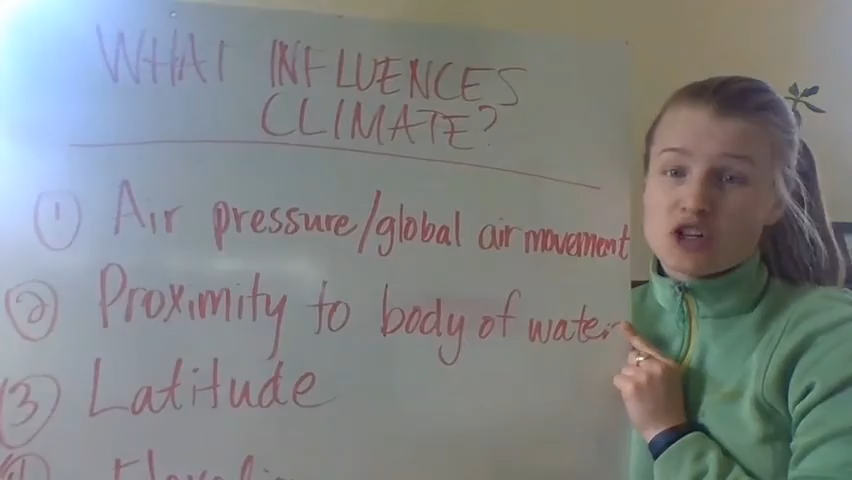 WHAT INFLUENCES
CLIMATE?
1 Air pressure/global air movement
2 Proximity to body of water
3 Latitude